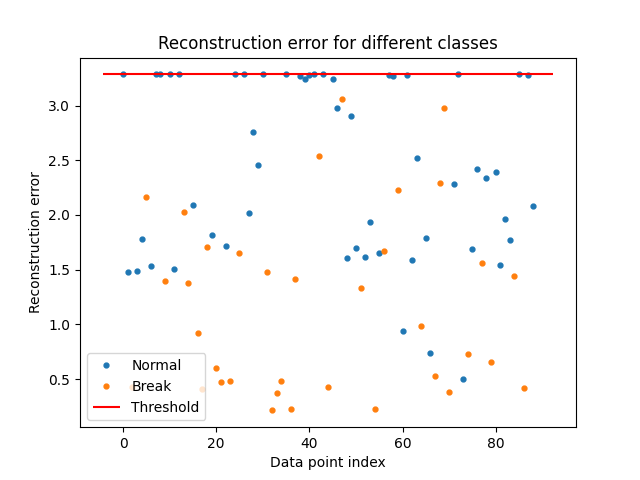 Reconstruction error for different classes
Reconstruction error
3.0
2.5
2.0
1.5
1.0
0.5
Normal
Break
Threshold
0
20
40
60
80
Data point index